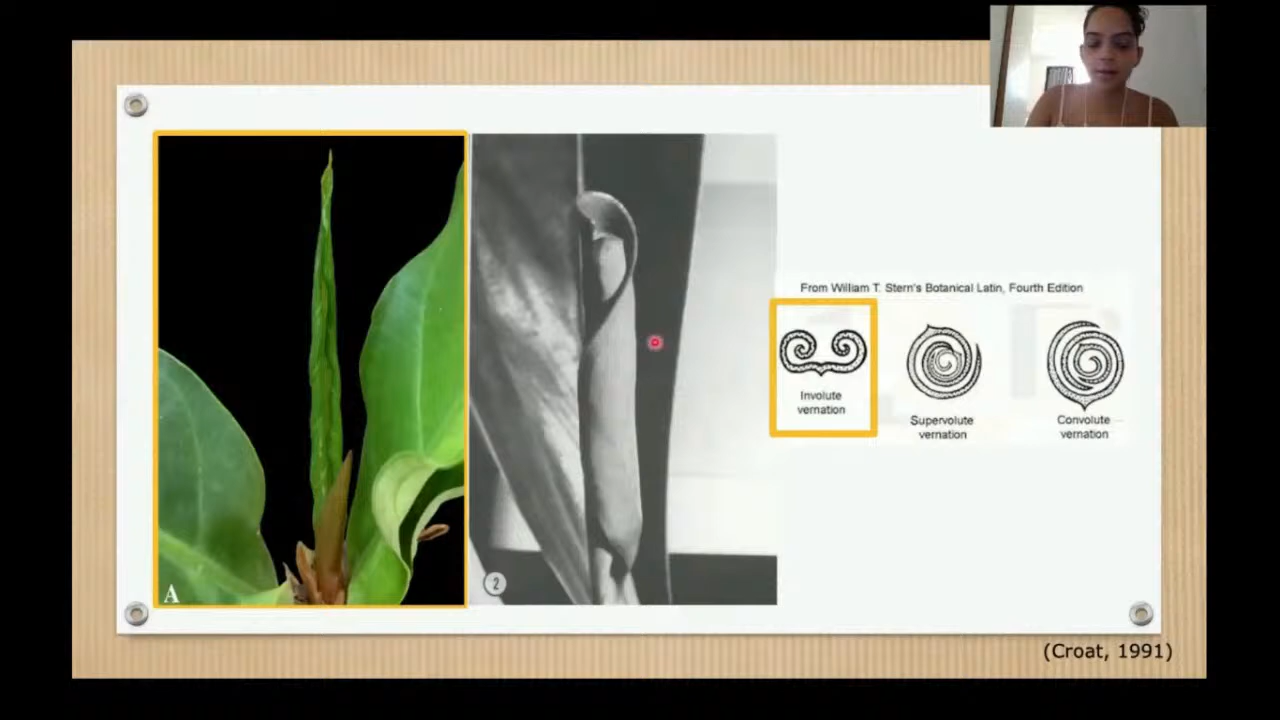 From William T. Stern's Botanical Latin, Fourth Edition
Involute
vernation
Supervolute
vernation
Convolute
vernation
A
2
(Croat, 1991)